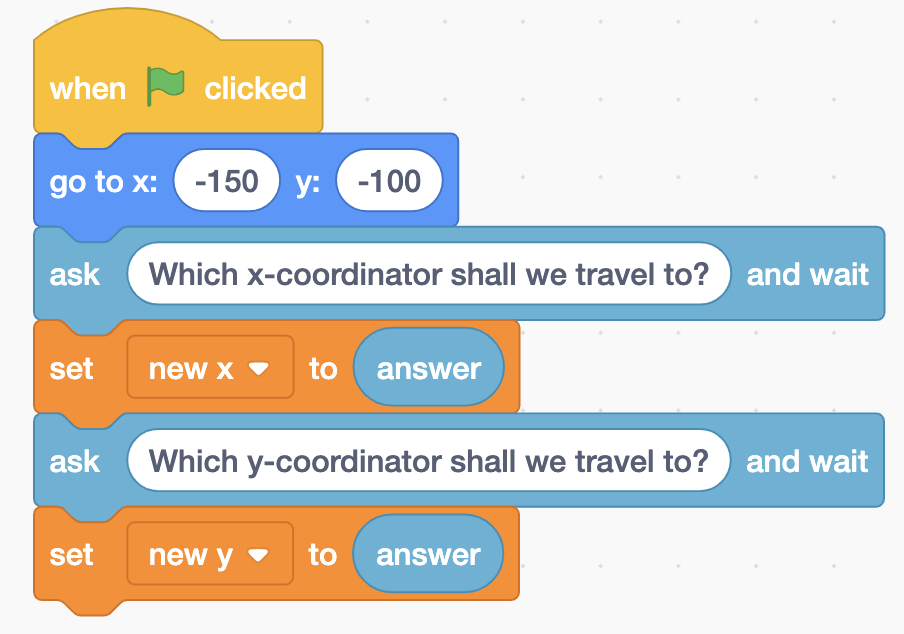 when clicked
go to x: -150 y: -100
ask Which x-coordinator shall we travel to? and wait
set new x to answer
ask Which y-coordinator shall we travel to? and wait
set new y to answer